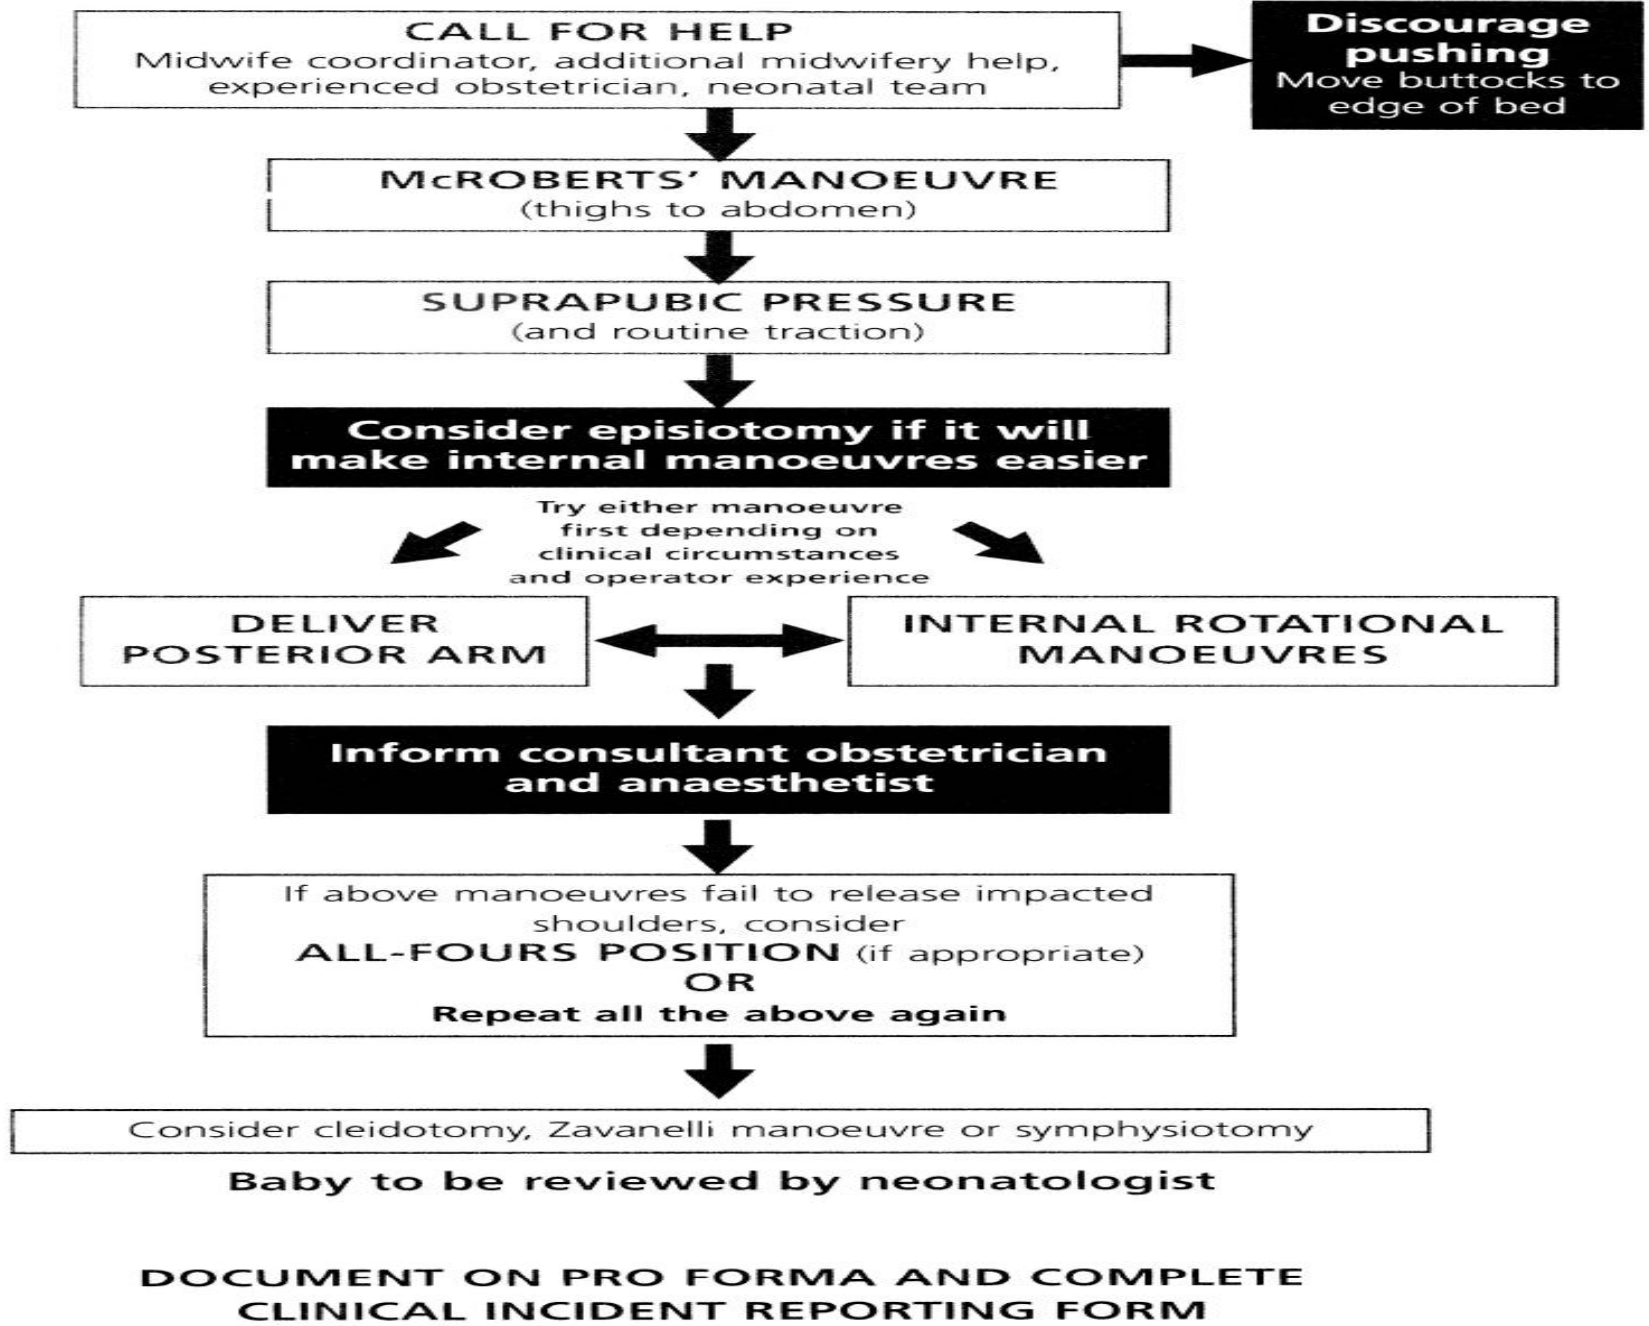 CALL FOR HELP
Midwife coordinator, additional midwifery help,
experienced obstetrician, neonatal team
Discourage
pushing
Move buttocks to
edge of bed
McROBERTS’ MANOEUVRE
(thighs to abdomen)
SUPRAPUBIC PRESSURE
(and routine traction)
Consider episiotomy if it will
make internal manoeuvres easier
Try either manoeuvre
first depending on
clinical circumstances
and operator experience
DELIVER
POSTERIOR ARM
INTERNAL ROTATIONAL
MANOEUVRES
Inform consultant obstetrician
and anaesthetist
If above manoeuvres fail to release impacted
shoulders, consider
ALL-FOURS POSITION (if appropriate)
OR
Repeat all the above again
Consider cleidotomy, Zavanelli manoeuvre or symphysiotomy
Baby to be reviewed by neonatologist
DOCUMENT ON PRO FORMA AND COMPLETE
CLINICAL INCIDENT REPORTING FORM